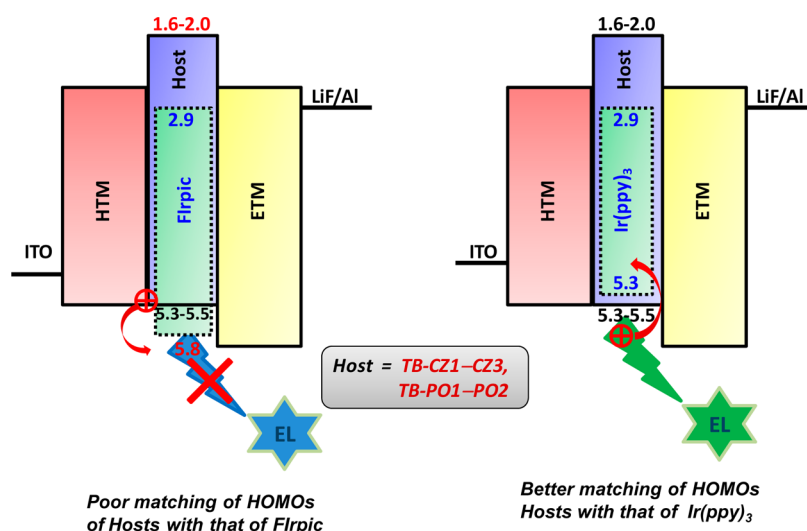 1.6-2.0
Host
LiF/Al
2.9
FIrpic
HTM
ETM
ITO
5.3-5.5
5.8
EL
Poor matching of HOMOs
of Hosts with that of FIrpic
Host = TB-CZ1–CZ3,
TB-PO1–PO2
1.6-2.0
Host
LiF/Al
2.9
Ir(ppy)3
HTM
ETM
ITO
5.3
5.3-5.5
EL
Better matching of HOMOs
Hosts with that of Ir(ppy)3